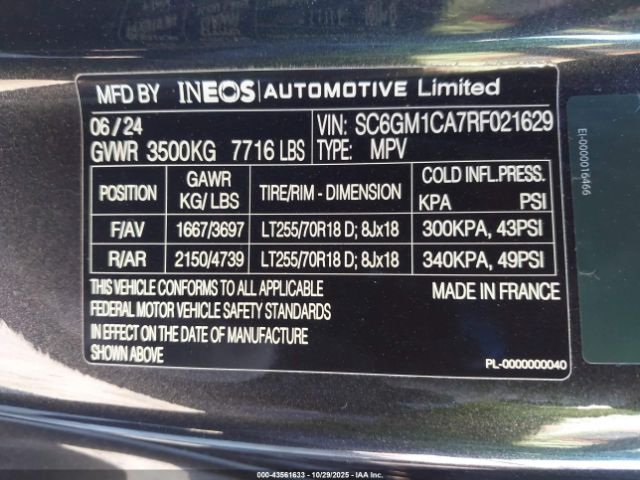 MFD BY INEOS AUTOMOTIVE Limited
06/24 VIN: SC6GM1CA7RF021629
GVWR 3500KG 7716 LBS TYPE: MPV
POSITION GAWR KG/LBS TIRE/RIM - DIMENSION COLD INFL.PRESS. KPA PSI
F/AV 1667/3697 LT255/70R18 D; 8Jx18 300KPA, 43PSI
R/AR 2150/4739 LT255/70R18 D; 8Jx18 340KPA, 49PSI
THIS VEHICLE CONFORMS TO ALL APPLICABLE MADE IN FRANCE
FEDERAL MOTOR VEHICLE SAFETY STANDARDS
IN EFFECT ON THE DATE OF MANUFACTURE
SHOWN ABOVE
PL-0000000040
EI-0000016466
000-43561633 - 10/29/2025 - IAA Inc.